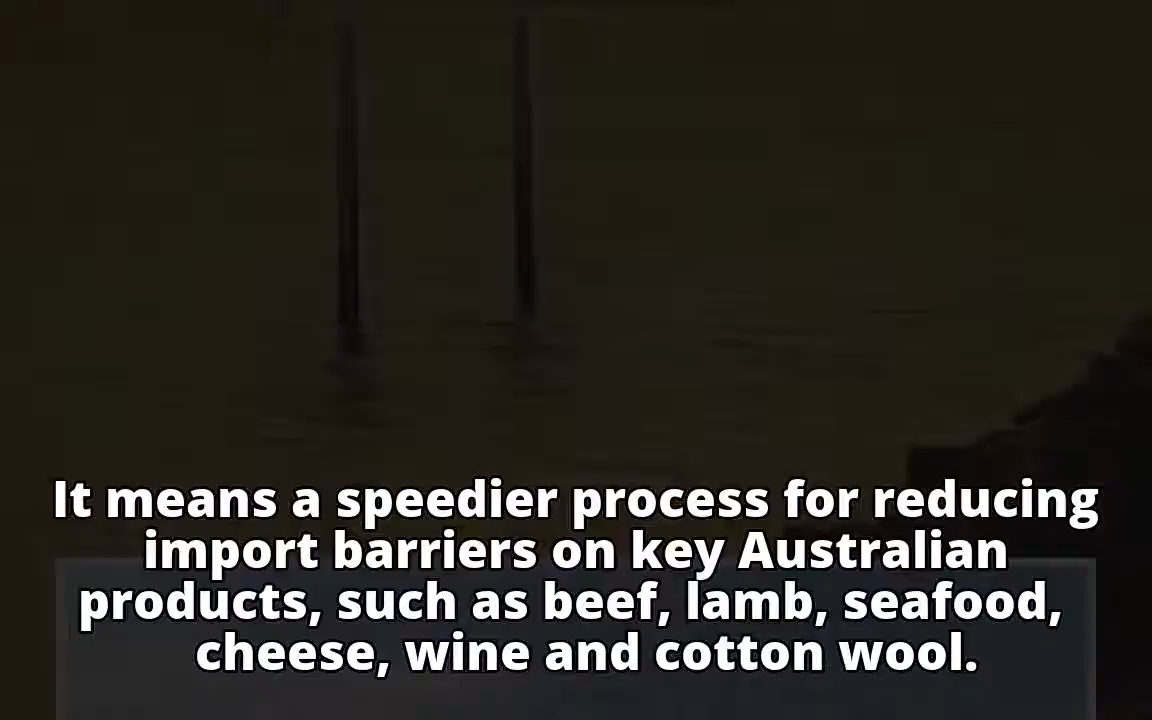 It means a speedier process for reducing
import barriers on key Australian
products, such as beef, lamb, seafood,
cheese, wine and cotton wool.